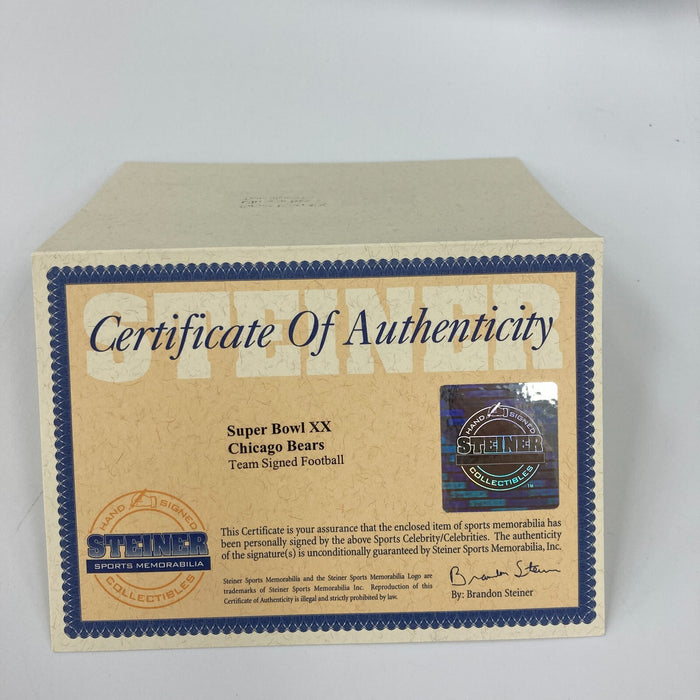 STEINER
Certificate Of Authenticity
Super Bowl XX
Chicago Bears
Team Signed Football
HAND SIGNED
STEINER
COLLECTIBLES
TM
HAND SIGNED
STEINER
SPORTS MEMORABILIA
COLLECTIBLES
This Certificate is your assurance that the enclosed item of sports memorabilia has
been personally signed by the above Sports Celebrity/Celebrities. The authenticity
of the signature(s) is unconditionally guaranteed by Steiner Sports Memorabilia, Inc.
Steiner Sports Memorabilia and the Steiner Sports Memorabilia Logo are
trademarks of Steiner Sports Memorabilia Inc. Reproduction of this
Certificate of Authenticity is illegal and strictly prohibited by law.
Brandon Steiner
By: Brandon Steiner